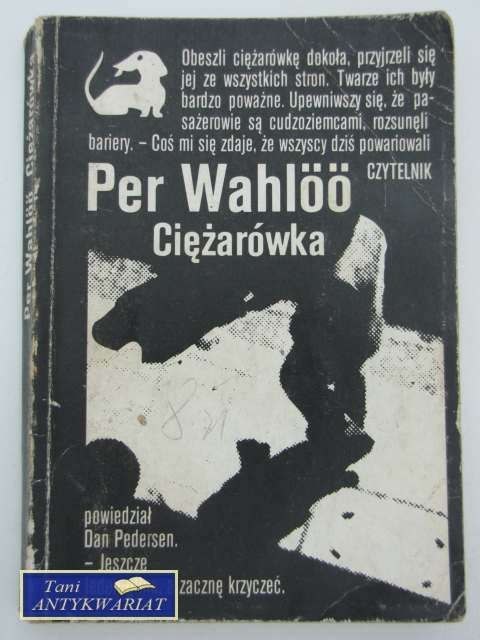 Obeszli ciężarówkę dokoła, przyjrzeli się
jej ze wszystkich stron. Twarze ich były
bardzo poważne. Upewniwszy się, że pa-
sażerowie są cudzoziemcami, rozsunęli
bariery. – Coś mi się zdaje, że wszyscy dziś powariowali
CZYTELNIK
Per Wahlöö
Ciężarówka
Per Wahlöö Ciężarówka
8 zł
powiedział
Dan Pedersen.
– Jeszcze
zacznę krzyczeć.
Tani
ANTYKWARIAT